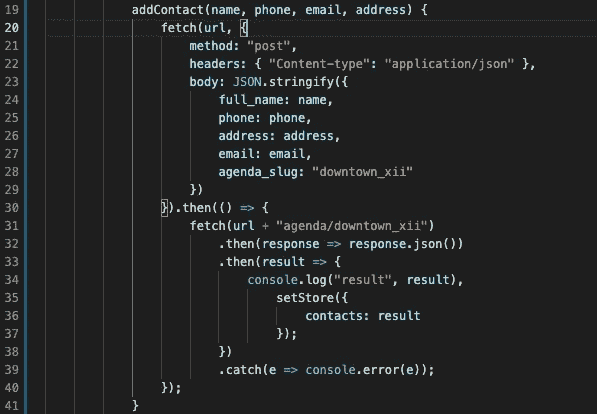 19 addContact(name, phone, email, address) {
20 fetch(url, {
21 method: "post",
22 headers: { "Content-type": "application/json" },
23 body: JSON.stringify({
24 full_name: name,
25 phone: phone,
26 address: address,
27 email: email,
28 agenda_slug: "downtown_xii"
29 })
30 }).then(() => {
31 fetch(url + "agenda/downtown_xii")
32 .then(response => response.json())
33 .then(result => {
34 console.log("result", result),
35 setStore({
36 contacts: result
37 });
38 })
39 .catch(e => console.error(e));
40 });
41 }